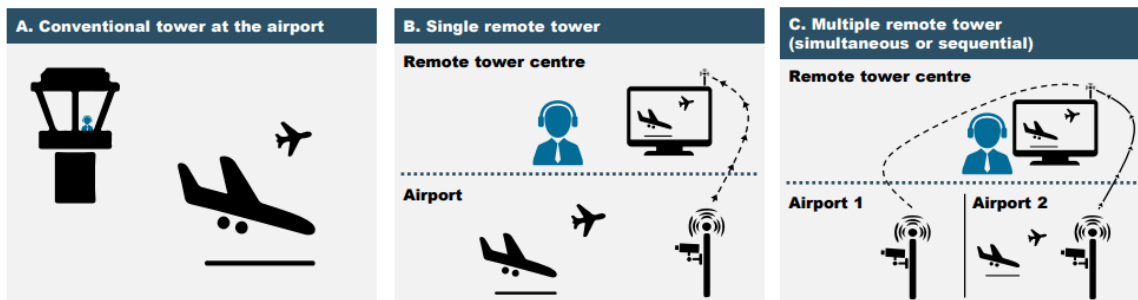 A. Conventional tower at the airport
B. Single remote tower
Remote tower centre
Airport
C. Multiple remote tower
(simultaneous or sequential)
Remote tower centre
Airport 1
Airport 2